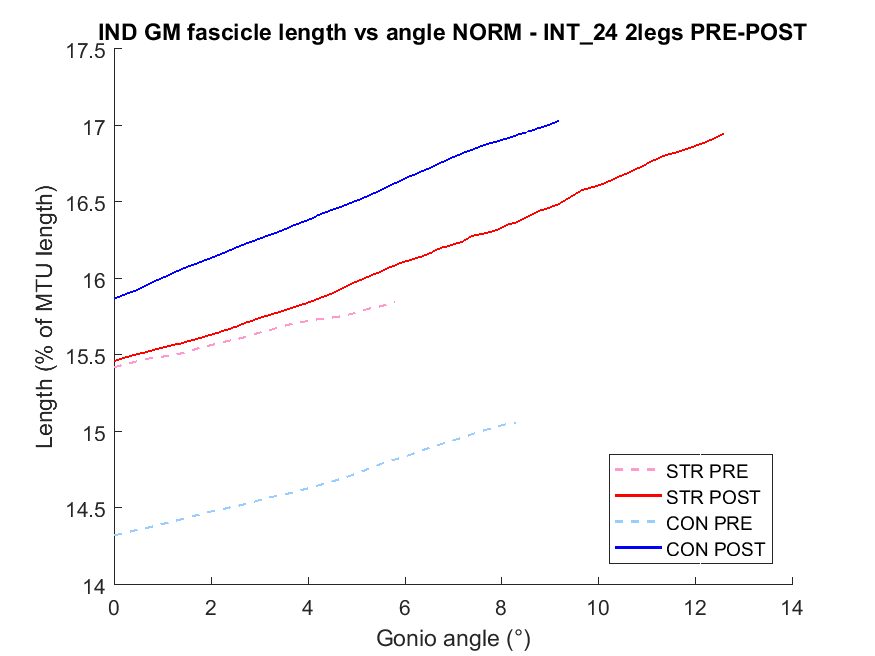 IND GM fascicle length vs angle NORM - INT_24 2legs PRE-POST
Length (% of MTU length)
17.5
17
16.5
16
15.5
15
14.5
14
0 2 4 6 8 10 12 14
Gonio angle (°)
STR PRE
STR POST
CON PRE
CON POST